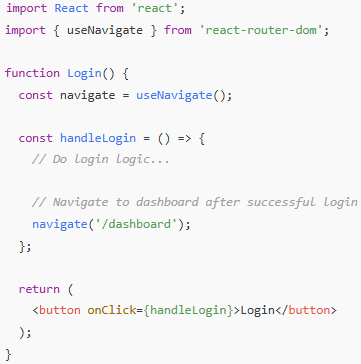 import React from 'react';
import { useNavigate } from 'react-router-dom';

function Login() {
  const navigate = useNavigate();

  const handleLogin = () => {
    // Do login logic...

    // Navigate to dashboard after successful login
    navigate('/dashboard');
  };

  return (
    <button onClick={handleLogin}>Login</button>
  );
}